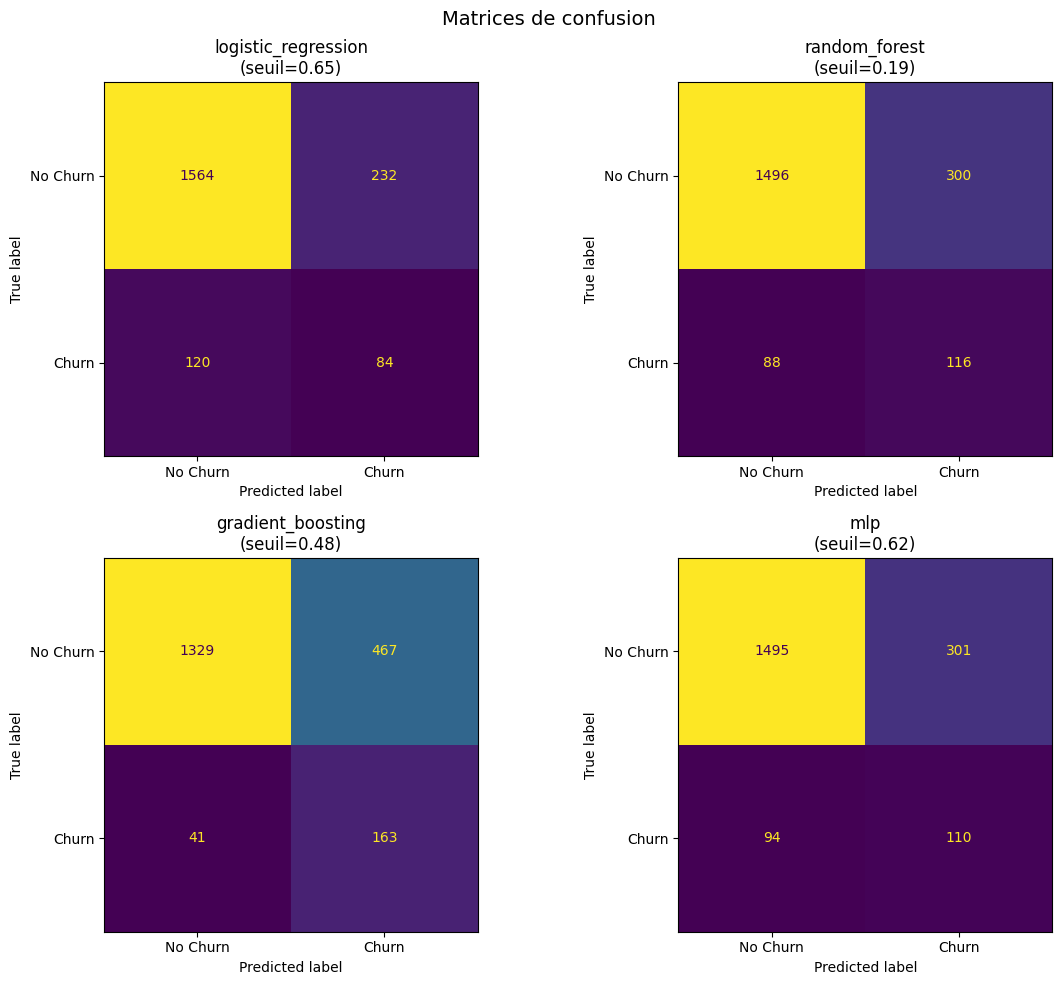 Matrices de confusion
logistic_regression
(seuil=0.65)
True label
No Churn
1564
232
Churn
120
84
No Churn
Churn
Predicted label
random_forest
(seuil=0.19)
True label
No Churn
1496
300
Churn
88
116
No Churn
Churn
Predicted label
gradient_boosting
(seuil=0.48)
True label
No Churn
1329
467
Churn
41
163
No Churn
Churn
Predicted label
mlp
(seuil=0.62)
True label
No Churn
1495
301
Churn
94
110
No Churn
Churn
Predicted label